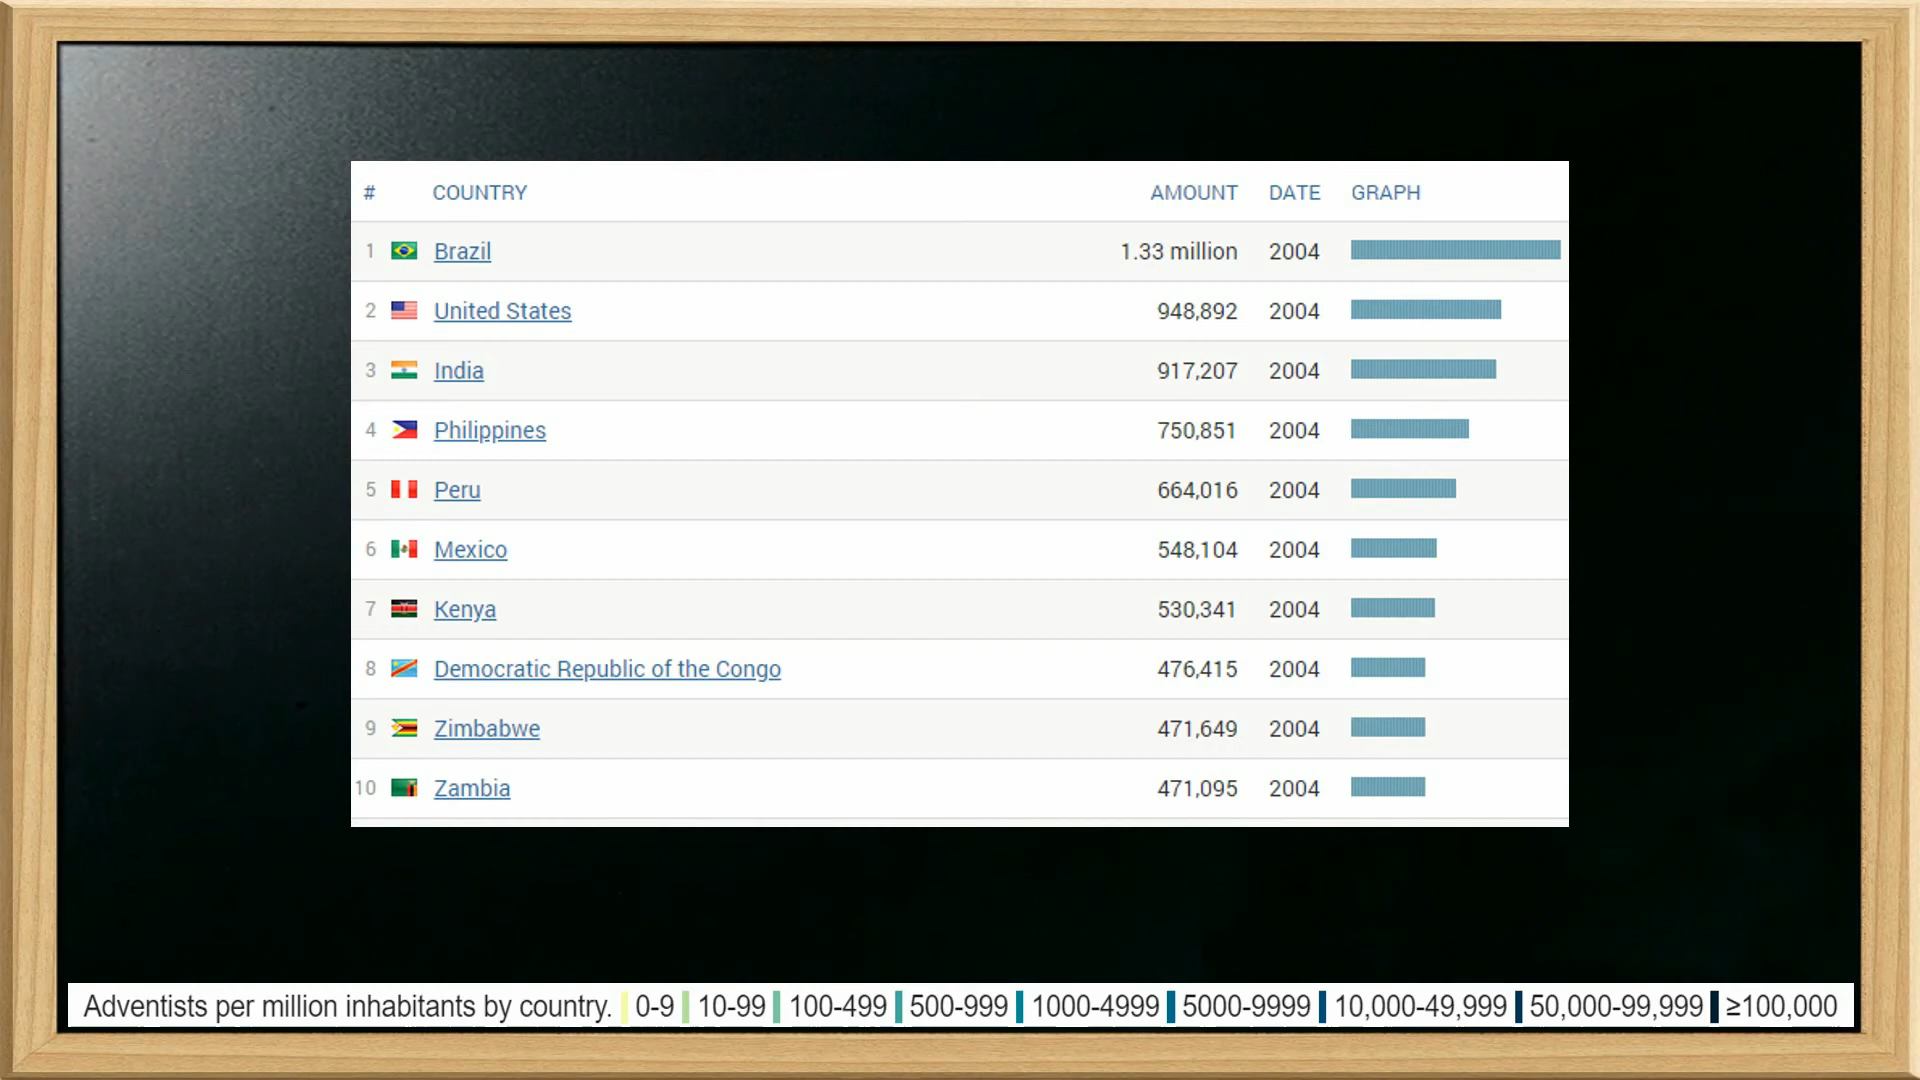 # COUNTRY AMOUNT DATE GRAPH
1 Brazil 1.33 million 2004
2 United States 948,892 2004
3 India 917,207 2004
4 Philippines 750,851 2004
5 Peru 664,016 2004
6 Mexico 548,104 2004
7 Kenya 530,341 2004
8 Democratic Republic of the Congo 476,415 2004
9 Zimbabwe 471,649 2004
10 Zambia 471,095 2004
Adventists per million inhabitants by country. 0-9 10-99 100-499 500-999 1000-4999 5000-9999 10,000-49,999 50,000-99,999 ≥100,000